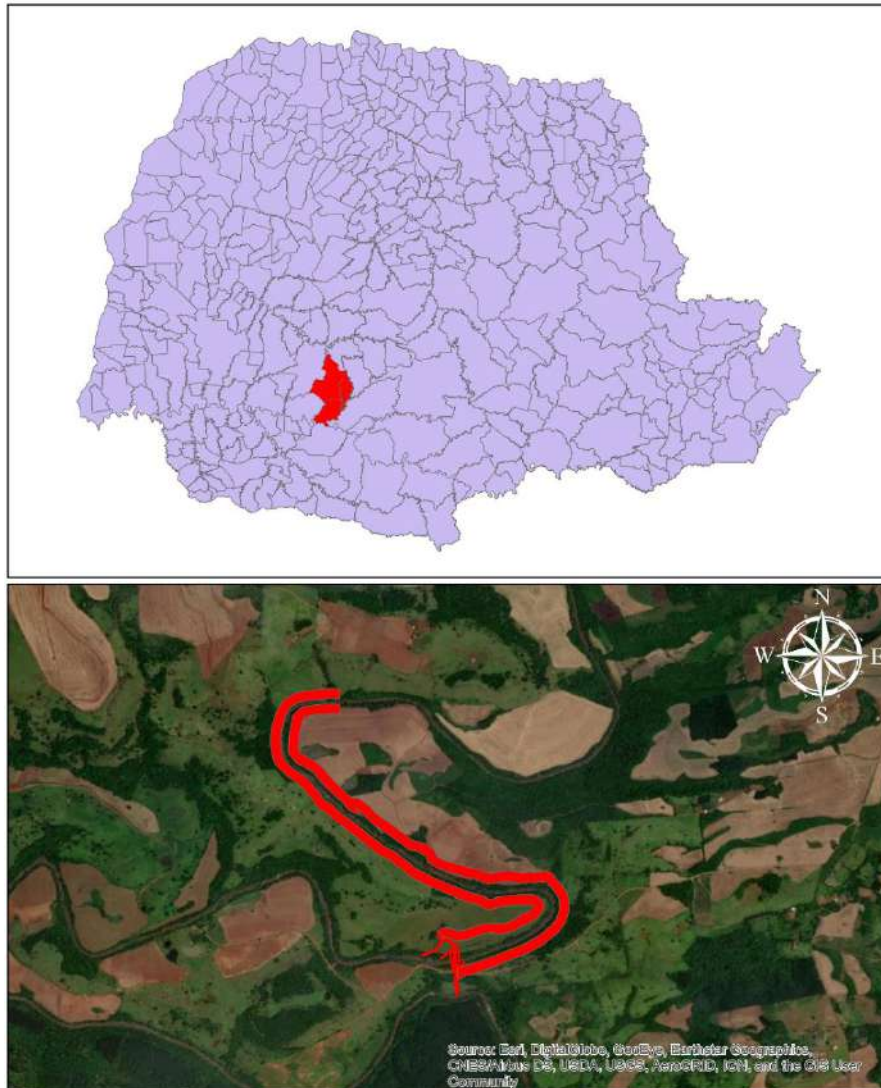 N
W E
S
Source: Esri, DigitalGlobe, GeoEye, Earthstar Geographics,
CNES/Airbus DS, USDA, USGS, AeroGRID, IGN, and the GIS User
Community